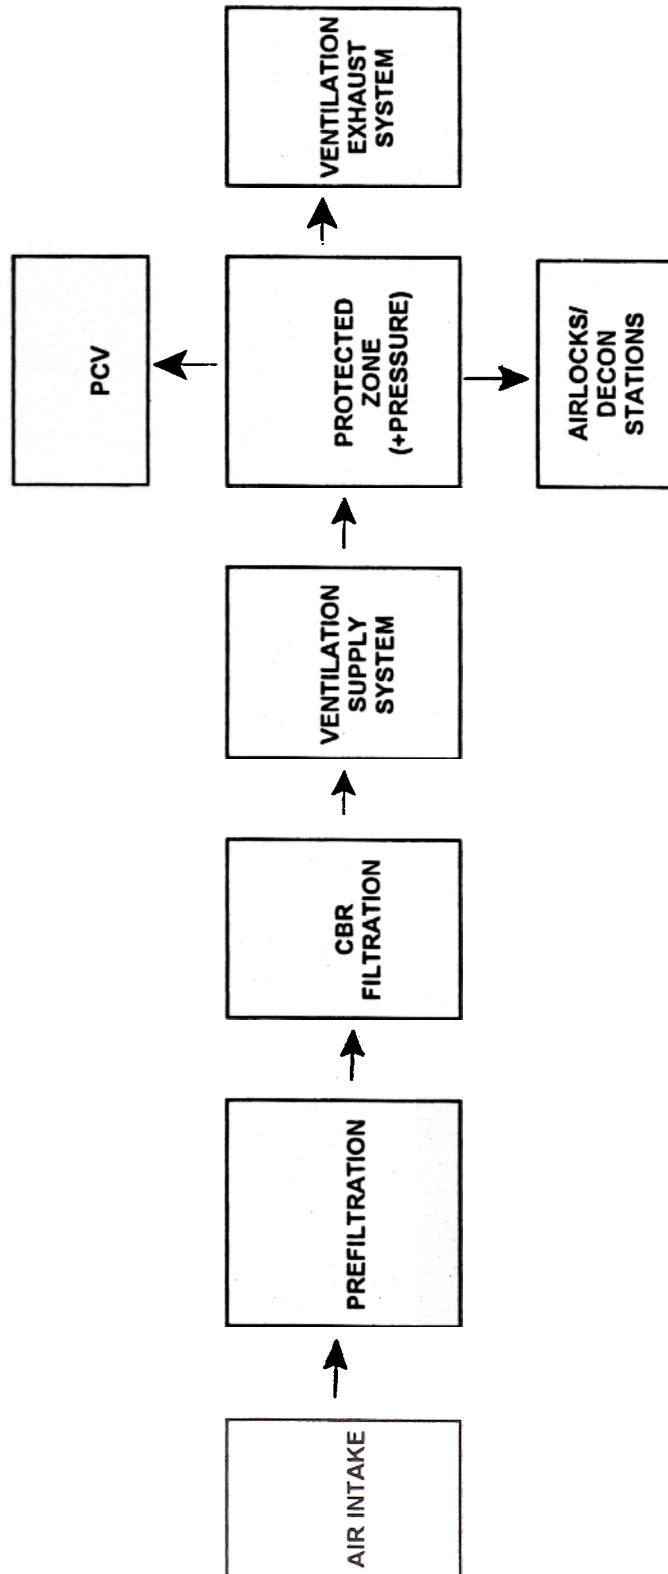 AIR INTAKE
PREFILTRATION
CBR
FILTRATION
VENTILATION
SUPPLY
SYSTEM
PCV
PROTECTED
ZONE
(+PRESSURE)
AIRLOCKS/
DECON
STATIONS
VENTILATION
EXHAUST
SYSTEM